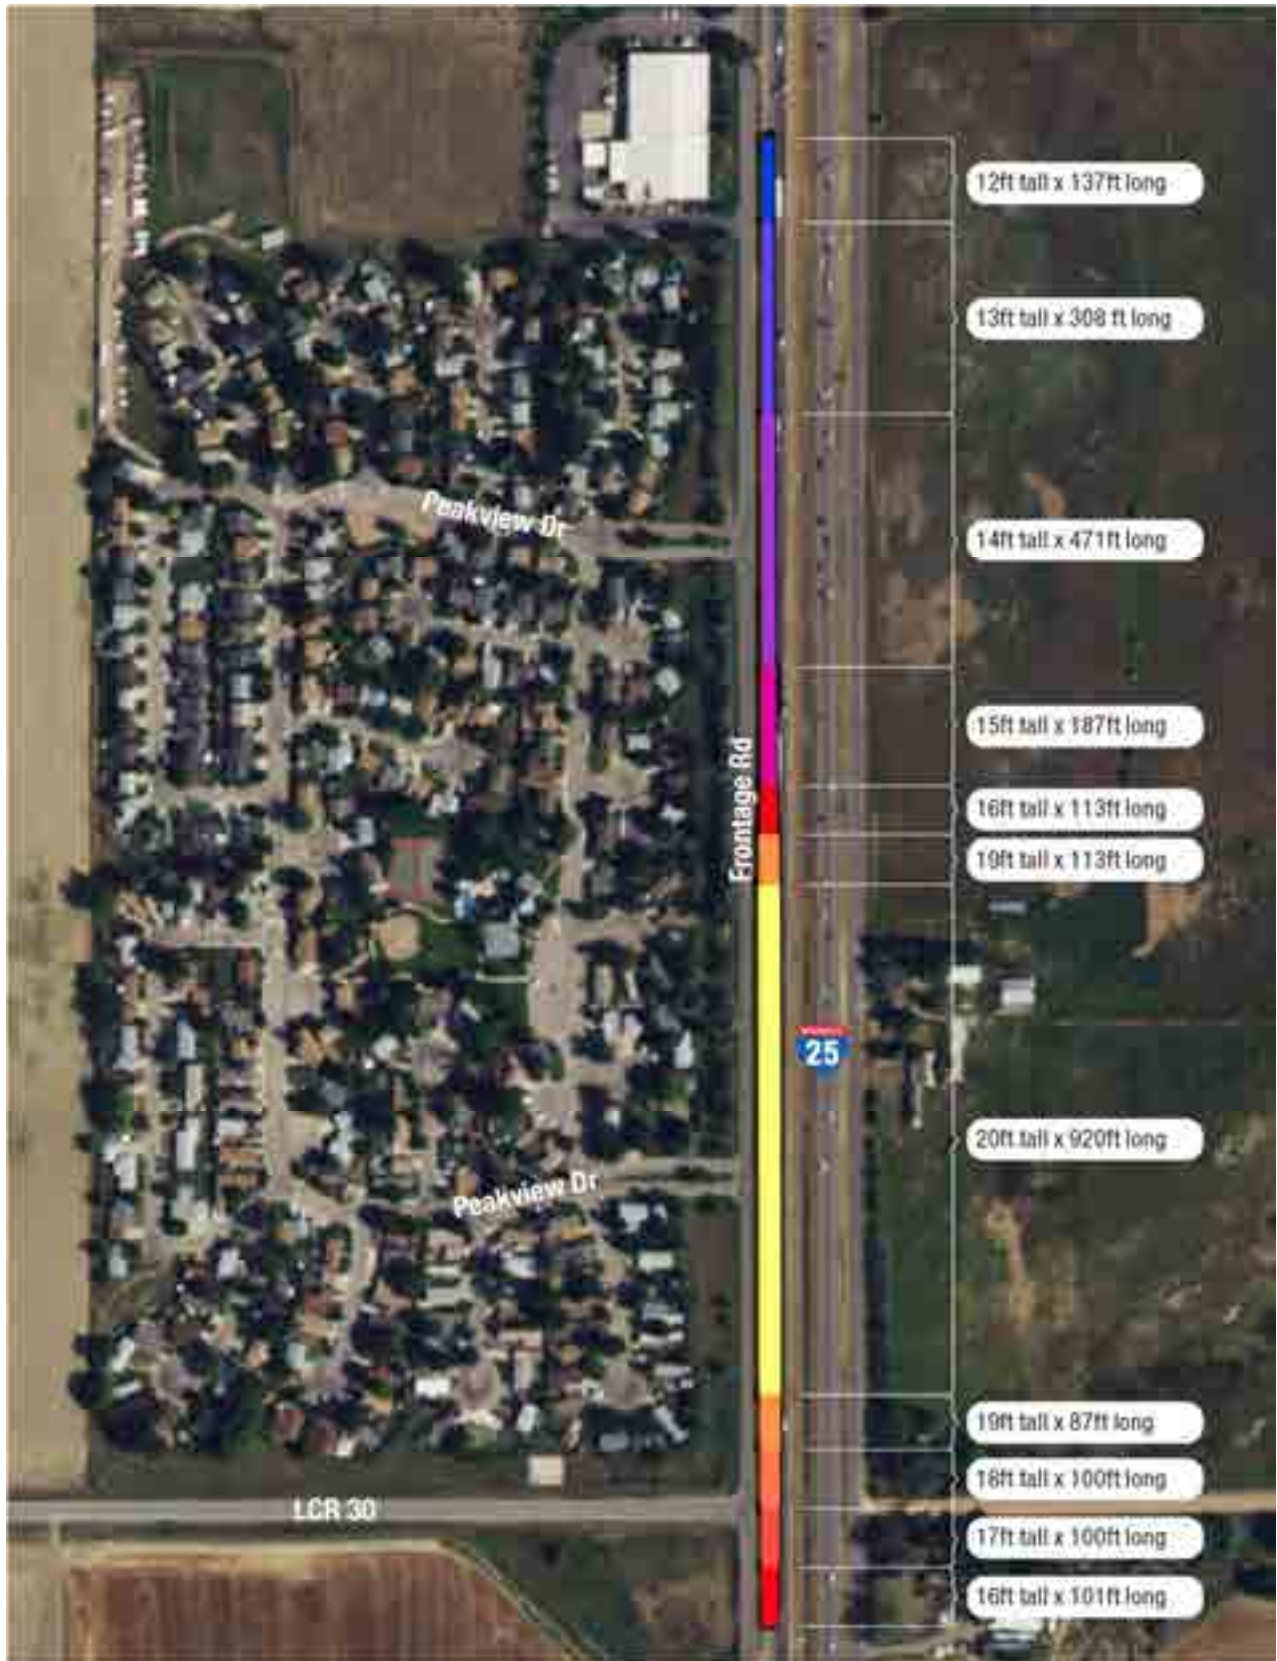 12ft tall x 137ft long
13ft tall x 308 ft long
14ft tall x 471ft long
Peakview Dr
15ft tall x 187ft long
Frontage Rd
16ft tall x 113ft long
19ft tall x 113ft long
25
20ft tall x 920ft long
Peakview Dr
19ft tall x 87ft long
18ft tall x 100ft long
LCR 30
17ft tall x 100ft long
16ft tall x 101ft long